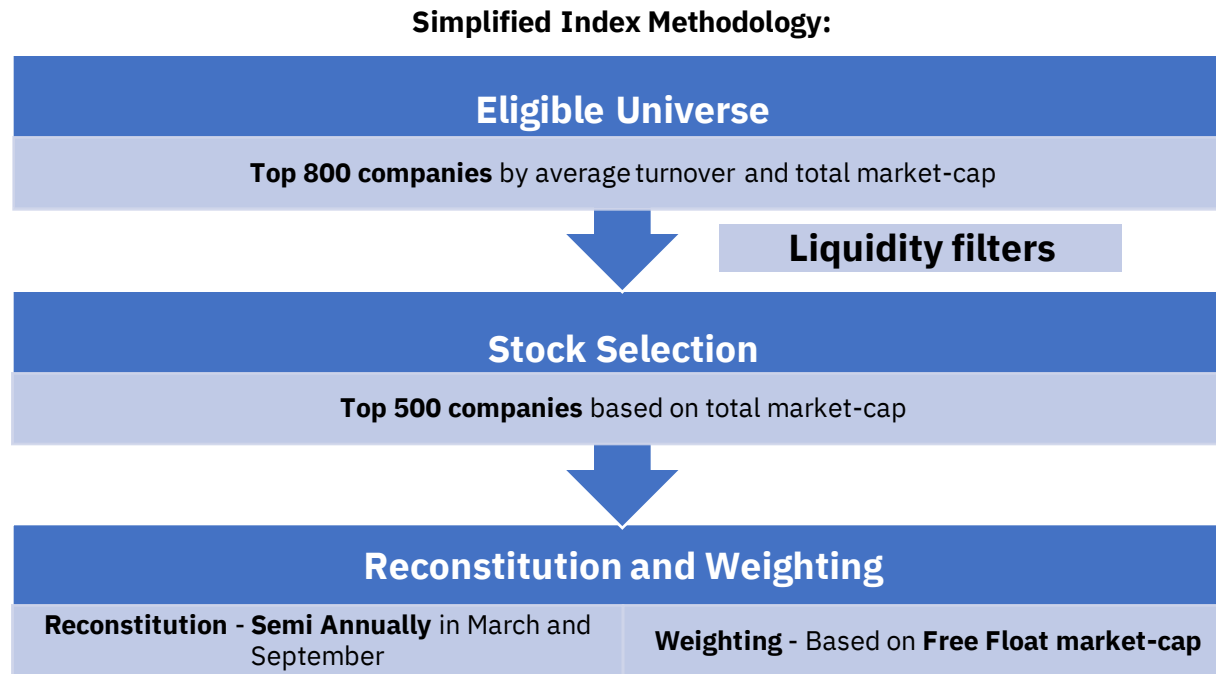 Simplified Index Methodology:
Eligible Universe
Top 800 companies by average turnover and total market-cap
Liquidity filters
Stock Selection
Top 500 companies based on total market-cap
Reconstitution and Weighting
Reconstitution - Semi Annually in March and
September
Weighting - Based on Free Float market-cap